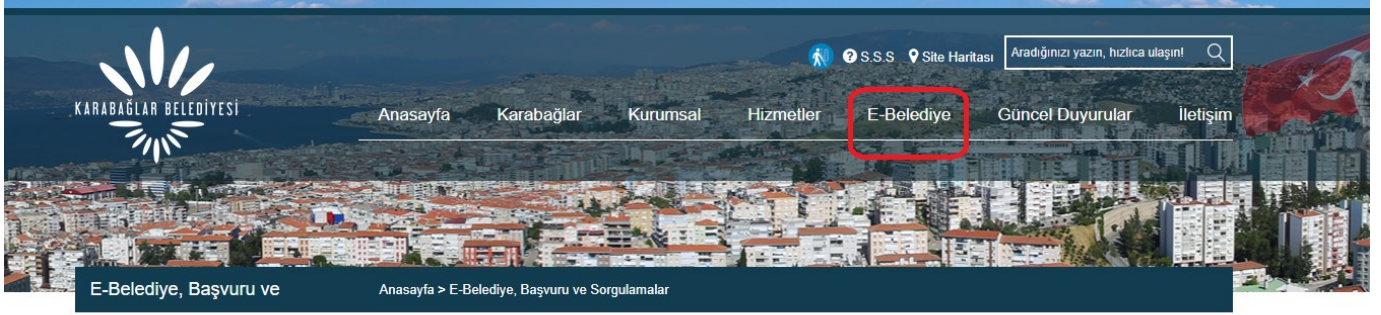 S.S.S Site Haritası Aradığınızı yazın, hızlıca ulaşın!
KARABAĞLAR BELEDİYESİ
Anasayfa Karabağlar Kurumsal Hizmetler E-Belediye Güncel Duyurular İletişim
E-Belediye, Başvuru ve
Anasayfa > E-Belediye, Başvuru ve Sorgulamalar